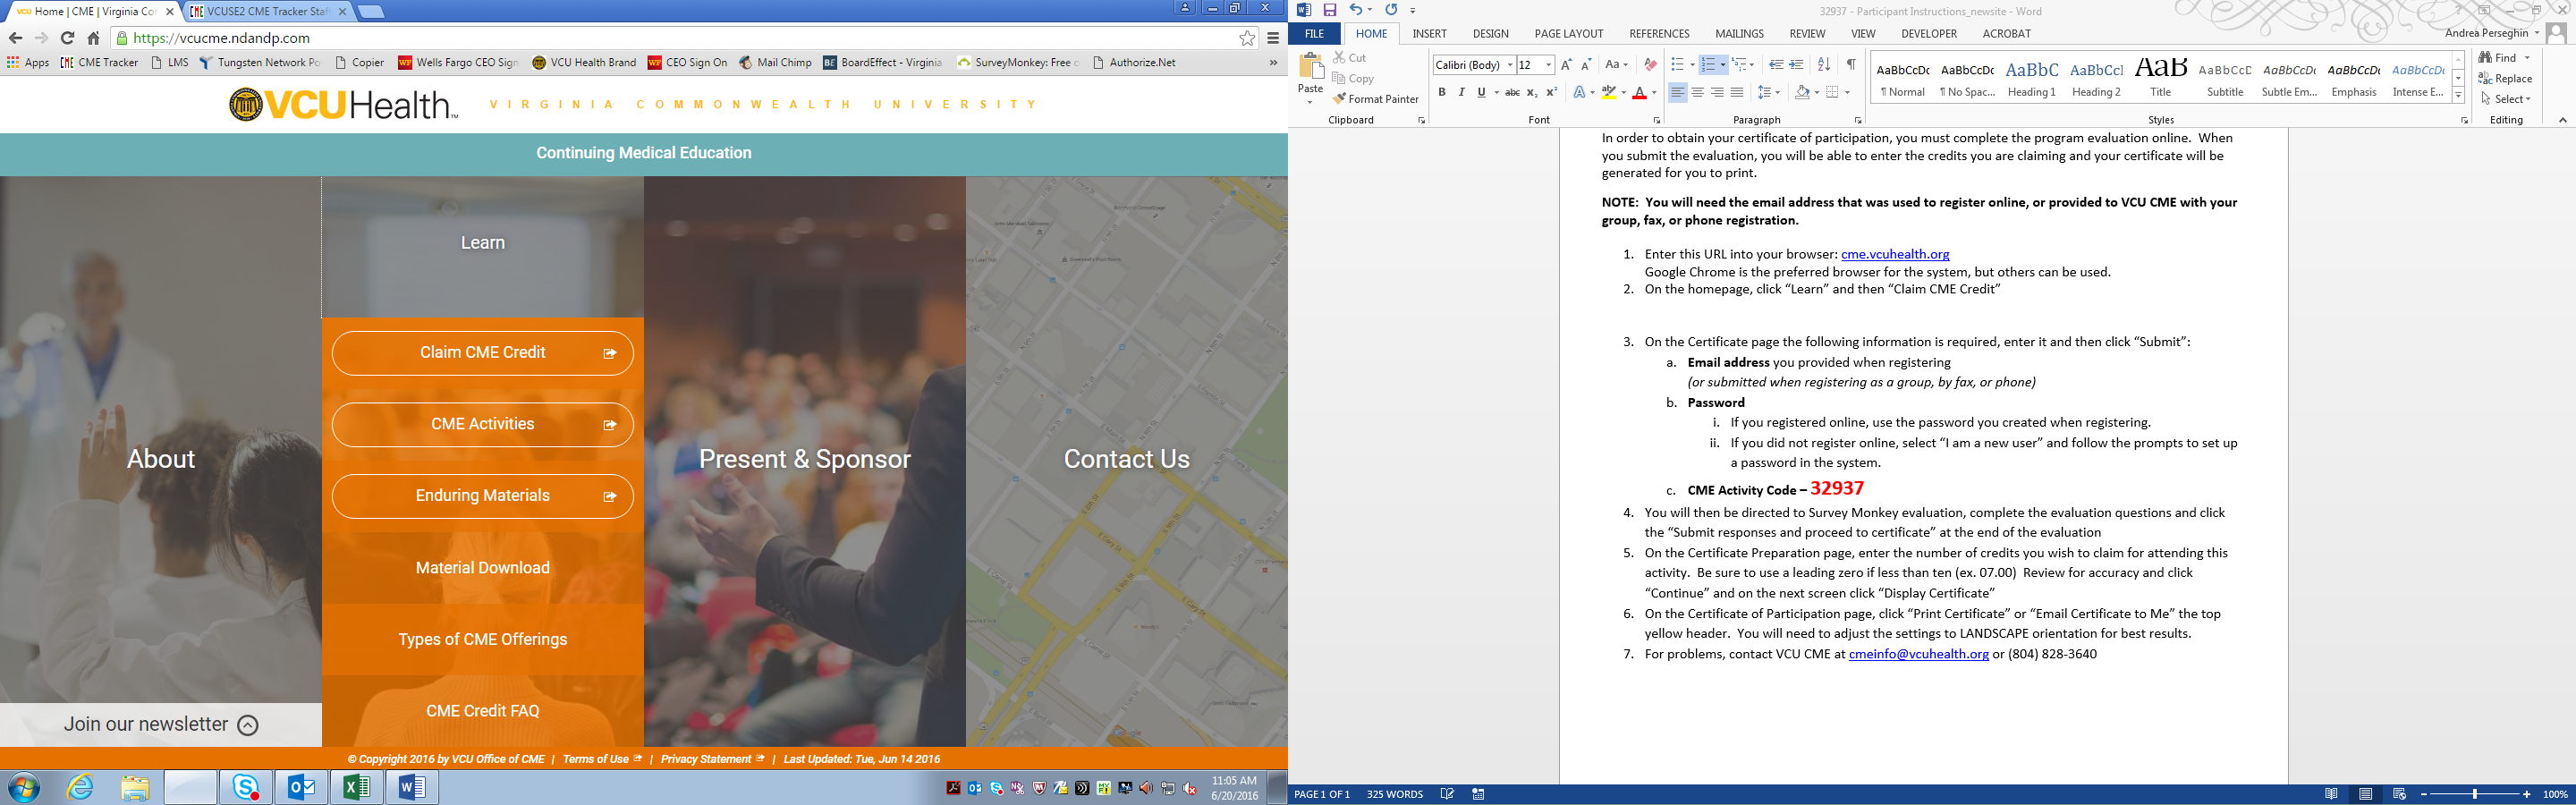 VCU Home | CME | Virginia Co
CME VCUSE2 CME Tracker Staf
https://vcucme.ndandp.com
Apps
CME CME Tracker
LMS
Tungsten Network Po
Copier
WF Wells Fargo CEO Sign
VCU Health Brand
WF CEO Sign On
Mail Chimp
BE BoardEffect - Virginia
SurveyMonkey: Free o
Authorize.Net
»
VCUHealth™
VIRGINIA COMMONWEALTH UNIVERSITY
Continuing Medical Education
About
Join our newsletter
Learn
Claim CME Credit
CME Activities
Enduring Materials
Material Download
Types of CME Offerings
CME Credit FAQ
Present & Sponsor
Contact Us
© Copyright 2016 by VCU Office of CME | Terms of Use | Privacy Statement | Last Updated: Tue, Jun 14 2016
11:05 AM
6/20/2016
32937 - Participant Instructions_newsite - Word
FILE HOME INSERT DESIGN PAGE LAYOUT REFERENCES MAILINGS REVIEW VIEW DEVELOPER ACROBAT
Andrea Perseghin
Paste
Cut
Copy
Format Painter
Clipboard
Calibri (Body) 12
B I U abc x₂ x²
Font
Paragraph
AaBbCcDc AaBbCcDc AaBbC AaBbCcl AaB AaBbCcD AaBbCcDc AaBbCcDc AaBbCcDc
¶ Normal ¶ No Spac... Heading 1 Heading 2 Title Subtitle Subtle Em... Emphasis Intense E...
Styles
Find
Replace
Select
Editing
In order to obtain your certificate of participation, you must complete the program evaluation online. When
you submit the evaluation, you will be able to enter the credits you are claiming and your certificate will be
generated for you to print.
NOTE: You will need the email address that was used to register online, or provided to VCU CME with your
group, fax, or phone registration.
1. Enter this URL into your browser: cme.vcuhealth.org
Google Chrome is the preferred browser for the system, but others can be used.
2. On the homepage, click “Learn” and then “Claim CME Credit”
3. On the Certificate page the following information is required, enter it and then click “Submit”:
a. Email address you provided when registering
(or submitted when registering as a group, by fax, or phone)
b. Password
i. If you registered online, use the password you created when registering.
ii. If you did not register online, select “I am a new user” and follow the prompts to set up
a password in the system.
c. CME Activity Code – 32937
4. You will then be directed to Survey Monkey evaluation, complete the evaluation questions and click
the “Submit responses and proceed to certificate” at the end of the evaluation
5. On the Certificate Preparation page, enter the number of credits you wish to claim for attending this
activity. Be sure to use a leading zero if less than ten (ex. 07.00) Review for accuracy and click
“Continue” and on the next screen click “Display Certificate”
6. On the Certificate of Participation page, click “Print Certificate” or “Email Certificate to Me” the top
yellow header. You will need to adjust the settings to LANDSCAPE orientation for best results.
7. For problems, contact VCU CME at cmeinfo@vcuhealth.org or (804) 828-3640
PAGE 1 OF 1 325 WORDS
100%